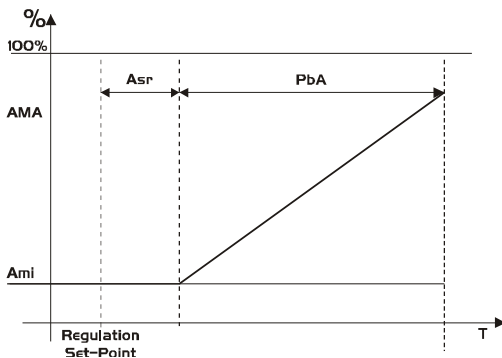 %
100%
Asr PbA
AMA
Ami
Regulation
Set-Point
T